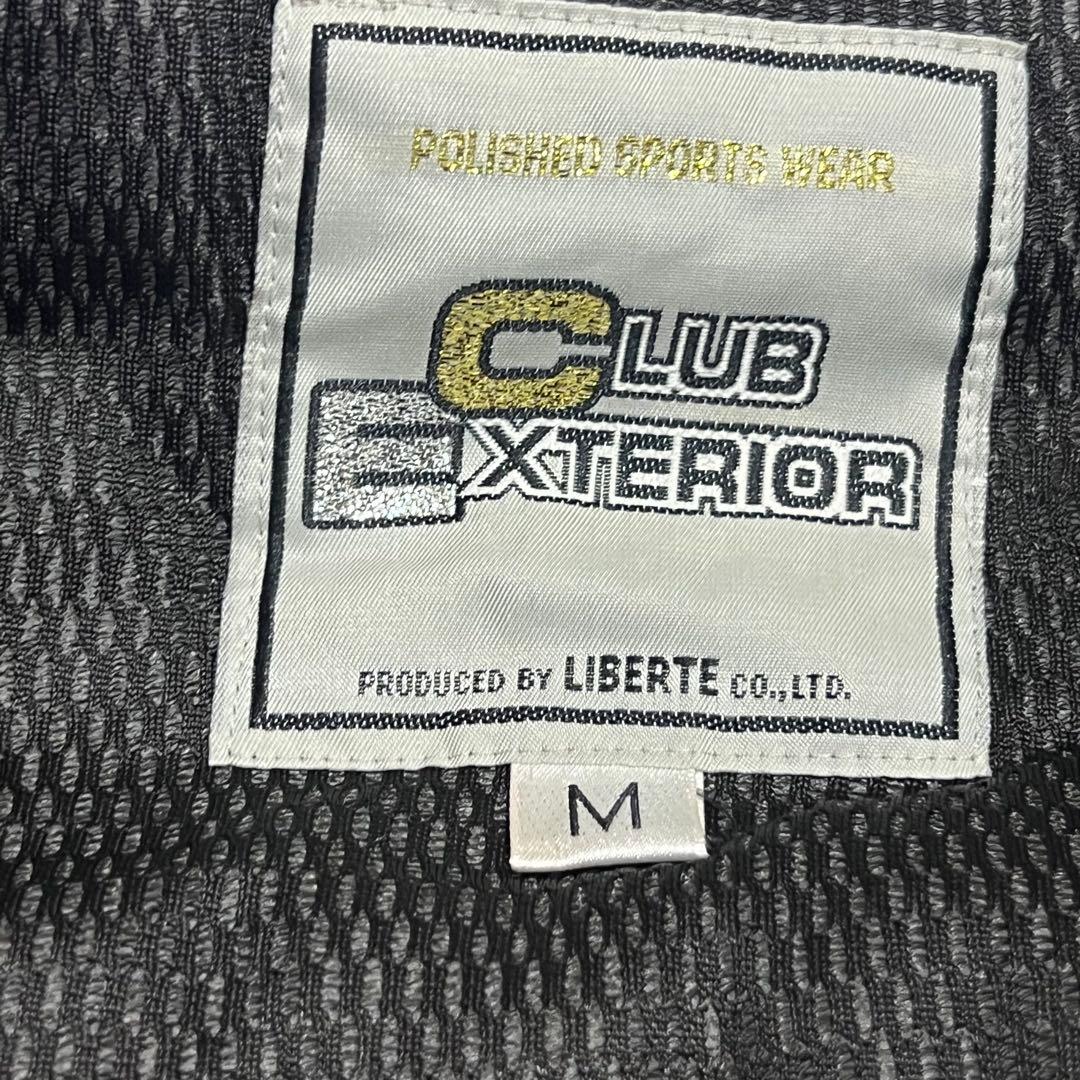 POLISHED SPORTS WEAR
CLUB
EXTERIOR
PRODUCED BY LIBERTE CO.,LTD.
M